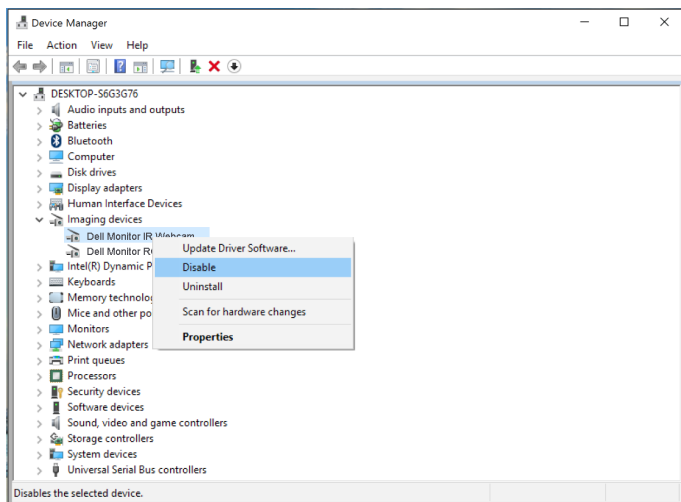 Device Manager
File Action View Help
DESKTOP-S6G3G76
Audio inputs and outputs
Batteries
Bluetooth
Computer
Disk drives
Display adapters
Human Interface Devices
Imaging devices
Dell Monitor IR Webcam
Dell Monitor
Intel(R) Dynamic
Keyboards
Memory
Mice and other
Monitors
Network adapters
Print queues
Processors
Security devices
Software devices
Sound, video and game controllers
Storage controllers
System devices
Universal Serial Bus controllers
Update Driver Software...
Disable
Uninstall
Scan for hardware changes
Properties
Disables the selected device.